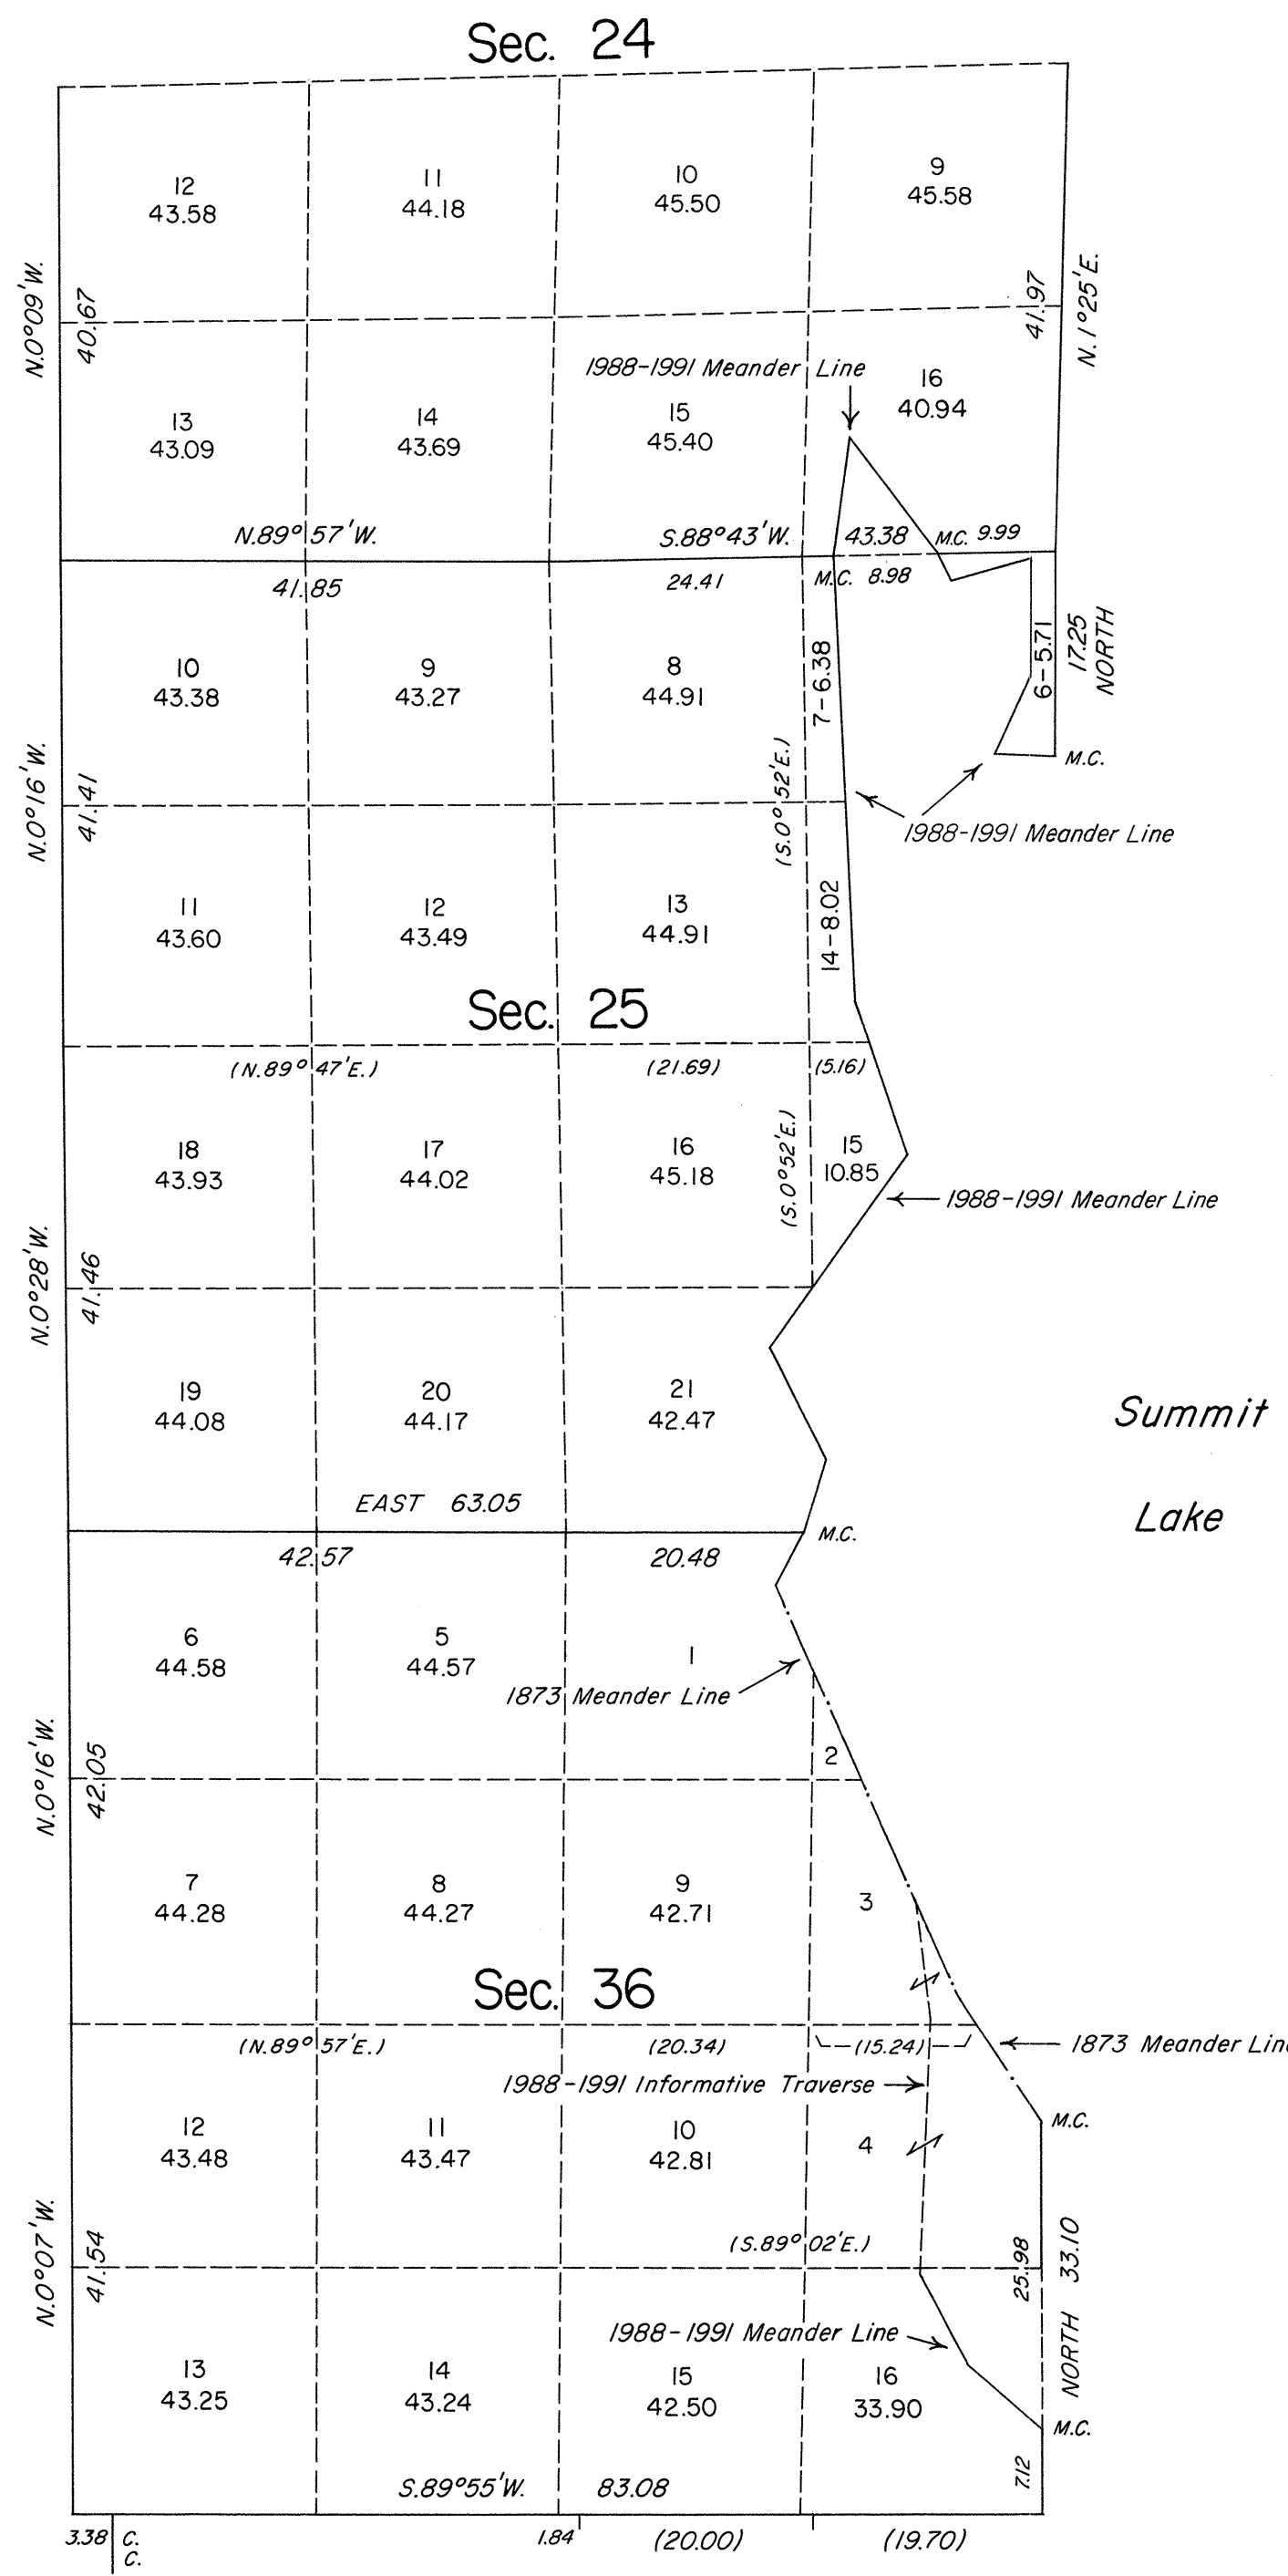 Sec. 24
12
43.58
11
44.18
10
45.50
9
45.58
N.0°09'W.
40.67
41.97
N. 1°25'E.
1988-1991 Meander Line
13
43.09
14
43.69
15
45.40
16
40.94
N.89°57'W.
S.88°43'W.
43.38
M.C. 9.99
41.85
24.41
M.C. 8.98
10
43.38
9
43.27
8
44.91
7-6.38
6-5.71
17.25
NORTH
M.C.
N.0°16'W.
41.41
(S.0°52'E.)
1988-1991 Meander Line
11
43.60
12
43.49
13
44.91
14-8.02
Sec. 25
(N.89°47'E.)
(21.69)
(5.16)
18
43.93
17
44.02
16
45.18
(S.0°52'E.)
15
10.85
1988-1991 Meander Line
N.0°28'W.
41.46
19
44.08
20
44.17
21
42.47
Summit
Lake
EAST 63.05
M.C.
42.57
20.48
6
44.58
5
44.57
1
1873 Meander Line
2
N.0°16'W.
42.05
7
44.28
8
44.27
9
42.71
3
Sec. 36
(N.89°57'E.)
(20.34)
(15.24)
1873 Meander Line
1988-1991 Informative Traverse
M.C.
12
43.48
11
43.47
10
42.81
4
N.0°07'W.
41.54
(S.89°02'E.)
25.98
NORTH 33.10
1988-1991 Meander Line
13
43.25
14
43.24
15
42.50
16
33.90
M.C.
7.12
S.89°55'W. 83.08
3.38
C.
C.
1.84
(20.00)
(19.70)